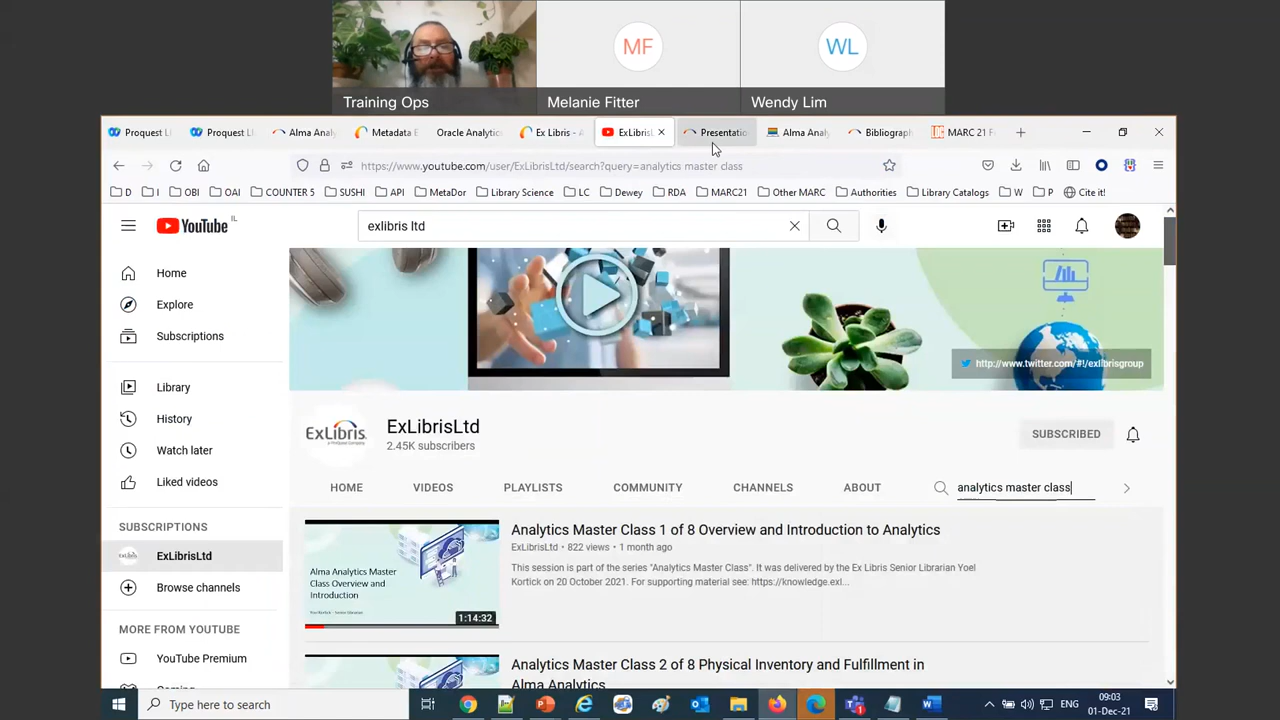 MF
WL
Training Ops
Melanie Fitter
Wendy Lim
Proquest Li
Proquest Li
Alma Analy
Metadata E
Oracle Analytic
Ex Libris - A
ExLibrisL
Presentatio
Alma Analy
Bibliograph
MARC 21 F
https://www.youtube.com/user/ExLibrisLtd/search?query=analytics master class
D
I
OBI
OAI
COUNTER 5
SUSHI
API
MetaDor
Library Science
LC
Dewey
RDA
MARC21
Other MARC
Authorities
Library Catalogs
W
P
Cite it!
YouTube IL
exlibris ltd
Home
Explore
Subscriptions
Library
History
Watch later
Liked videos
SUBSCRIPTIONS
ExLibrisLtd
Browse channels
MORE FROM YOUTUBE
YouTube Premium
http://www.twitter.com/#!/exlibrisgroup
ExLibris
ExLibrisLtd
2.45K subscribers
SUBSCRIBED
HOME
VIDEOS
PLAYLISTS
COMMUNITY
CHANNELS
ABOUT
analytics master class
Alma Analytics Master
Class Overview and
Introduction
1:14:32
Analytics Master Class 1 of 8 Overview and Introduction to Analytics
ExLibrisLtd • 822 views • 1 month ago
This session is part of the series "Analytics Master Class". It was delivered by the Ex Libris Senior Librarian Yoel
Kortick on 20 October 2021. For supporting material see: https://knowledge.exl...
Analytics Master Class 2 of 8 Physical Inventory and Fulfillment in
Alma Analytics
Type here to search
ENG
09:03
01-Dec-21